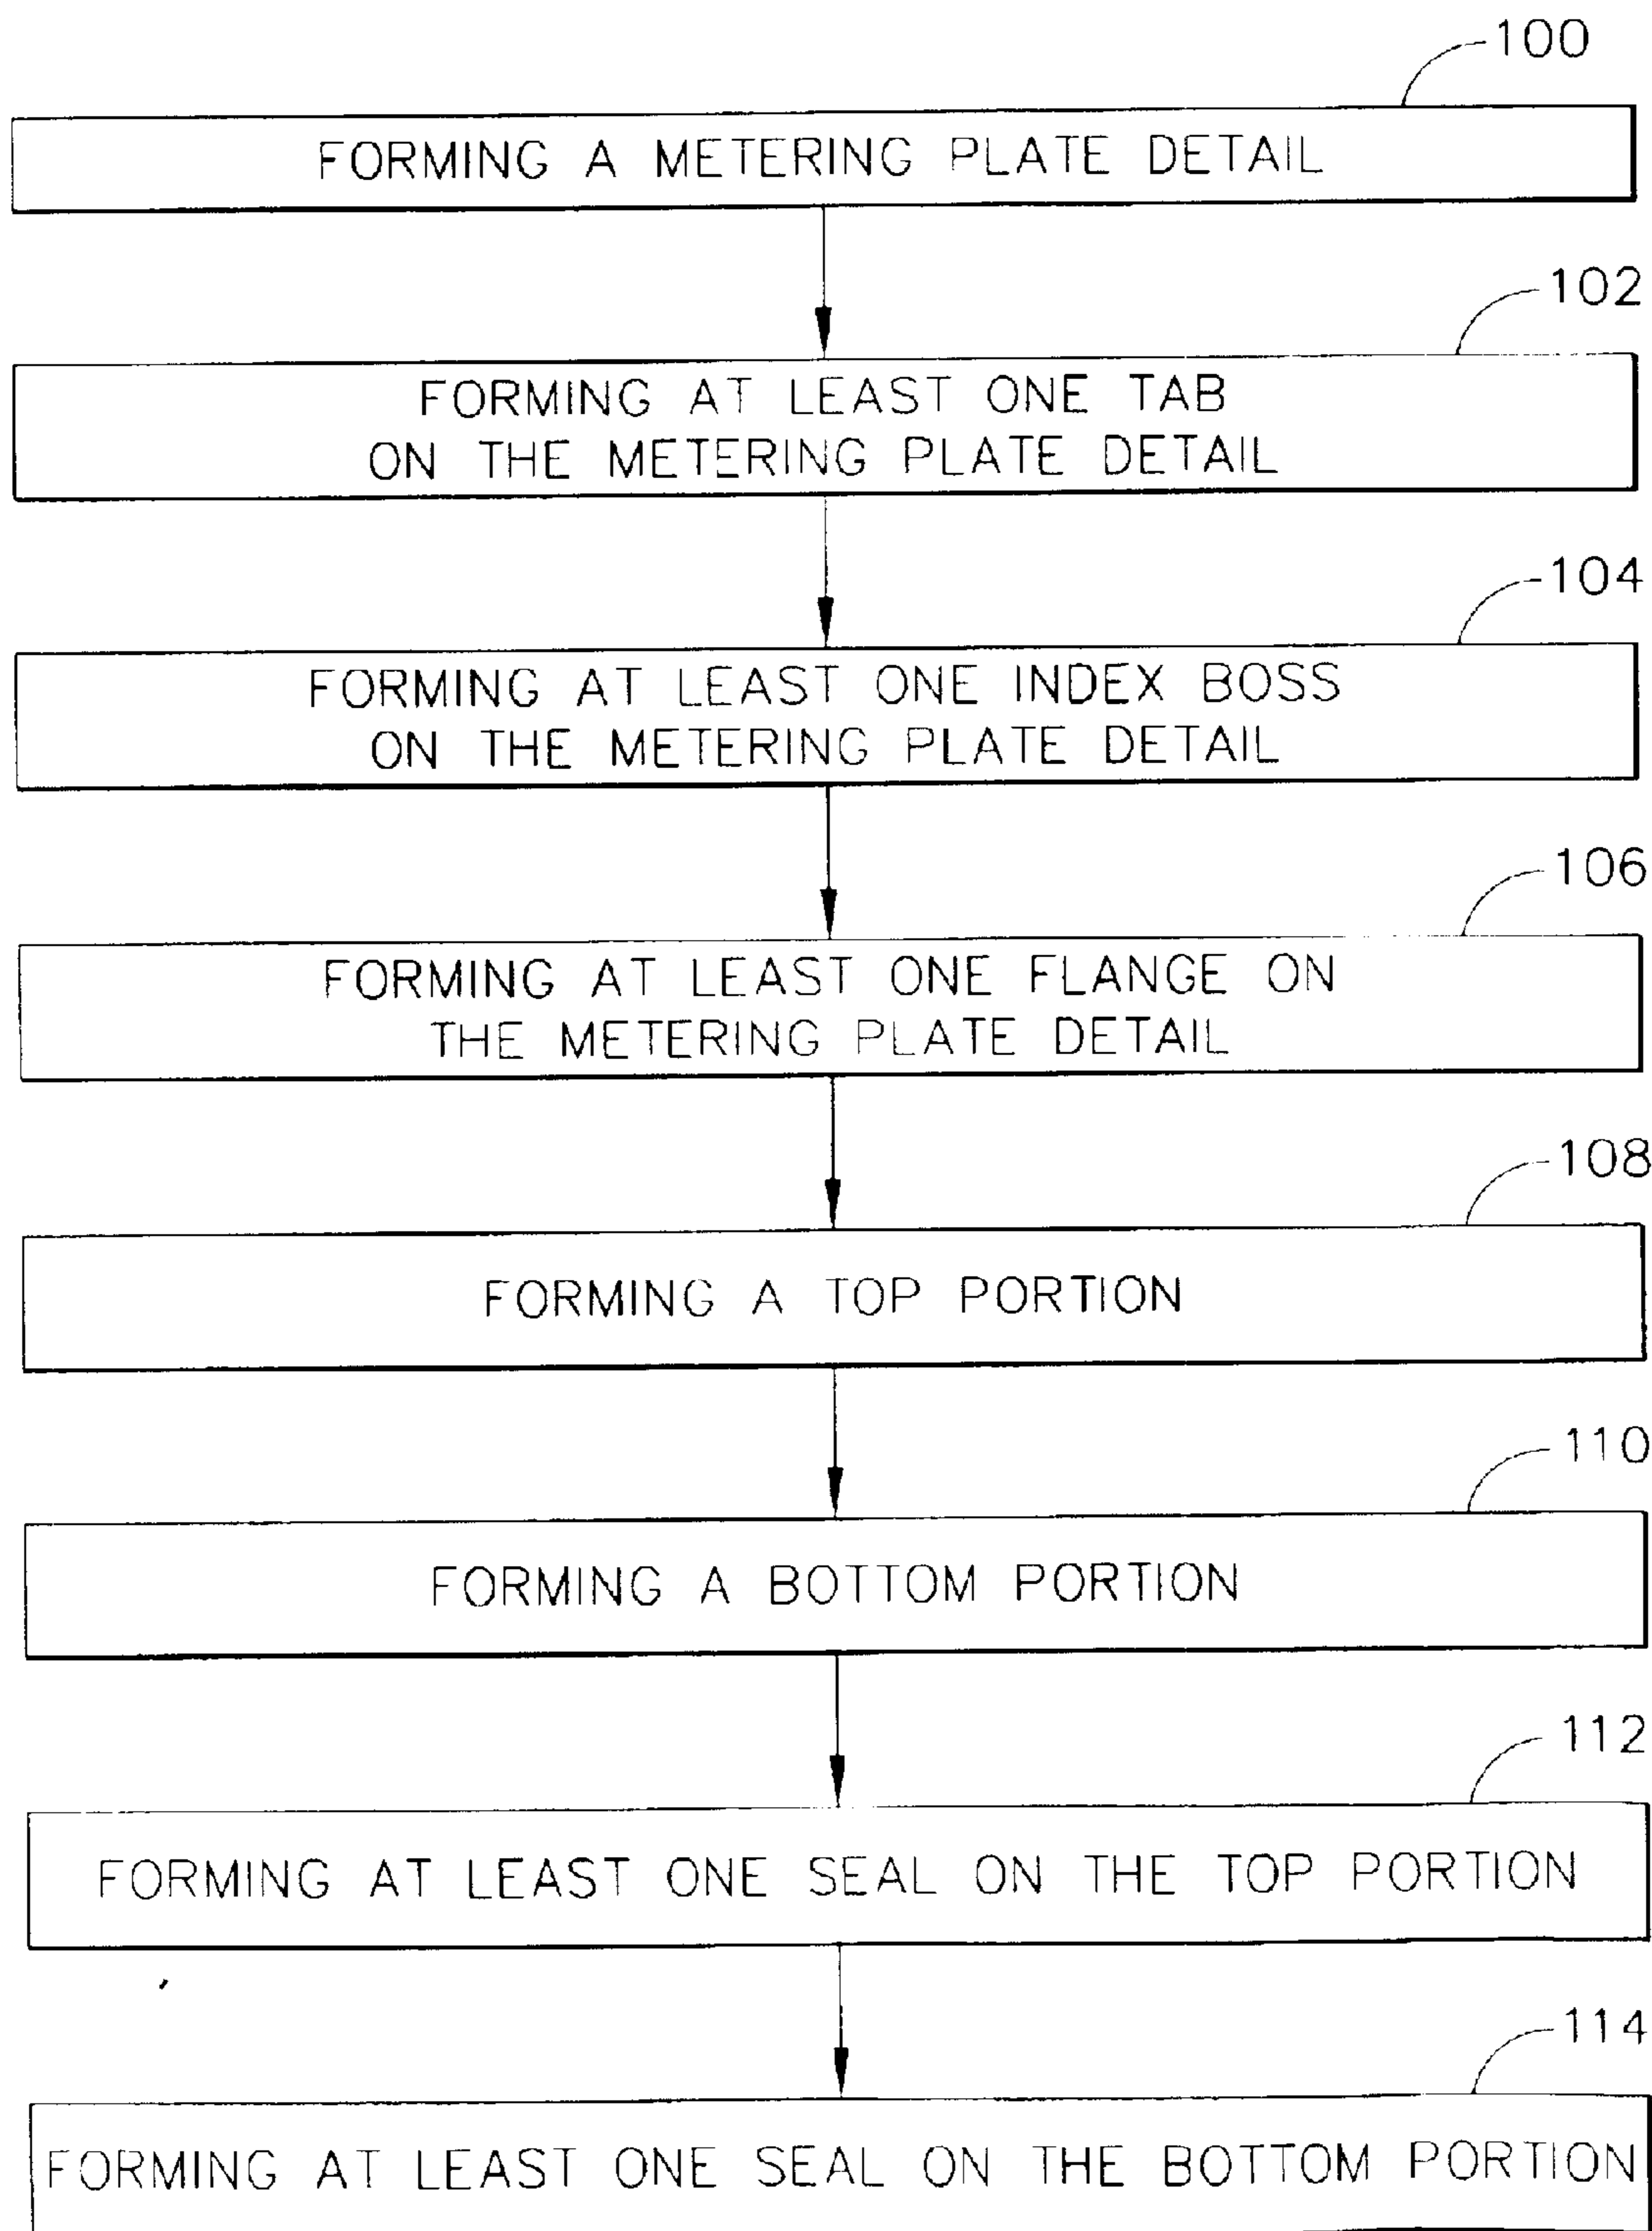 100
FORMING A METERING PLATE DETAIL
102
FORMING AT LEAST ONE TAB
ON THE METERING PLATE DETAIL
104
FORMING AT LEAST ONE INDEX BOSS
ON THE METERING PLATE DETAIL
106
FORMING AT LEAST ONE FLANGE ON
THE METERING PLATE DETAIL
108
FORMING A TOP PORTION
110
FORMING A BOTTOM PORTION
112
FORMING AT LEAST ONE SEAL ON THE TOP PORTION
114
FORMING AT LEAST ONE SEAL ON THE BOTTOM PORTION